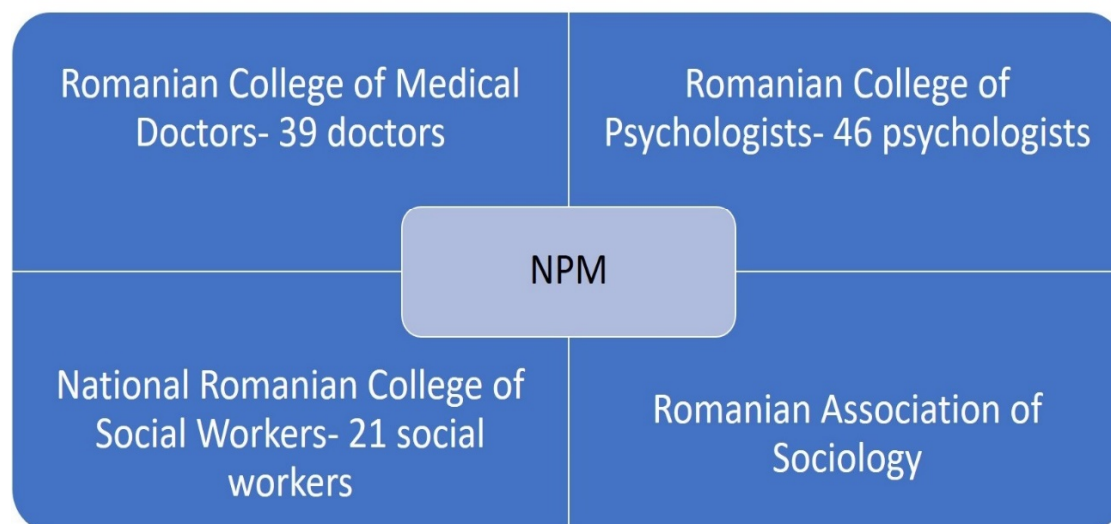 Romanian College of Medical
Doctors- 39 doctors
Romanian College of
Psychologists- 46 psychologists
NPM
National Romanian College of
Social Workers- 21 social
workers
Romanian Association of
Sociology